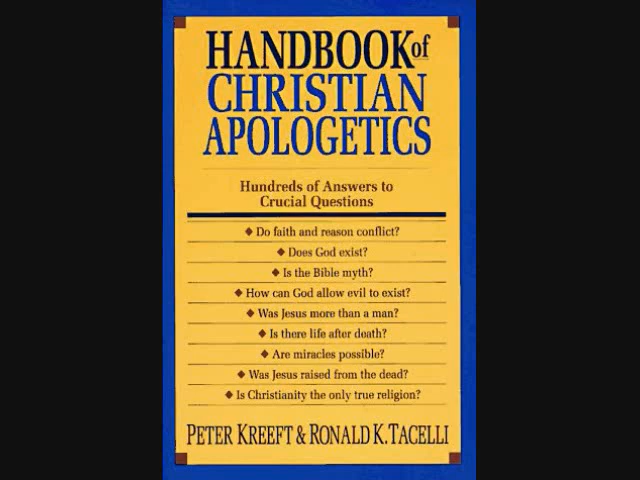 HANDBOOK of
CHRISTIAN
APOLOGETICS
Hundreds of Answers to
Crucial Questions
◆ Do faith and reason conflict?
◆ Does God exist?
◆ Is the Bible myth?
◆ How can God allow evil to exist?
◆ Was Jesus more than a man?
◆ Is there life after death?
◆ Are miracles possible?
◆ Was Jesus raised from the dead?
◆ Is Christianity the only true religion?
PETER KREEFT & RONALD K. TACELLI